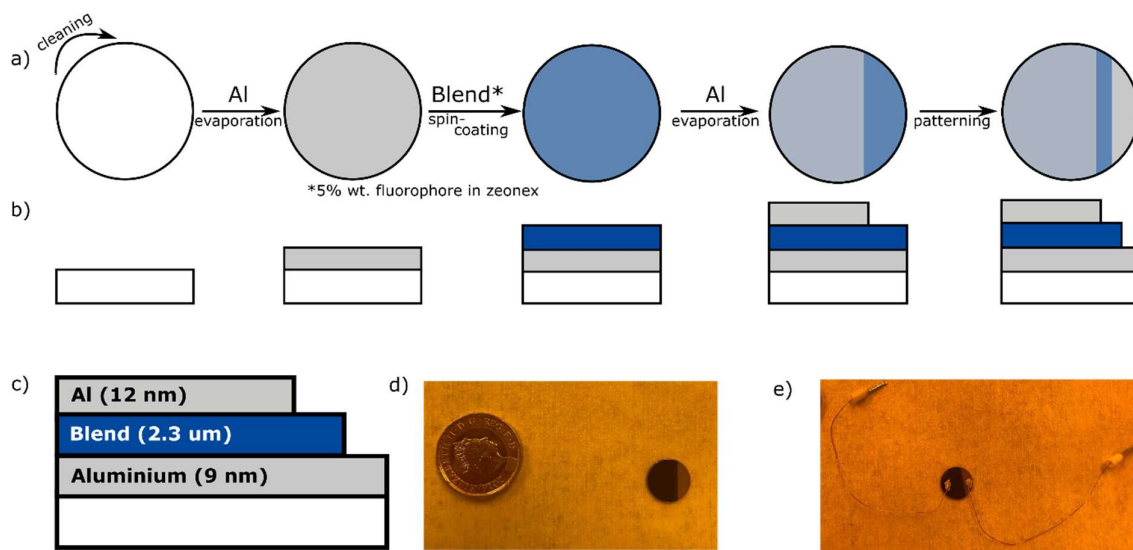 cleaning
a)
Al
evaporation
Blend*
spin-
coating
Al
evaporation
patterning
*5% wt. fluorophore in zeonex
b)
c)
Al (12 nm)
Blend (2.3 um)
Aluminium (9 nm)
d)
e)